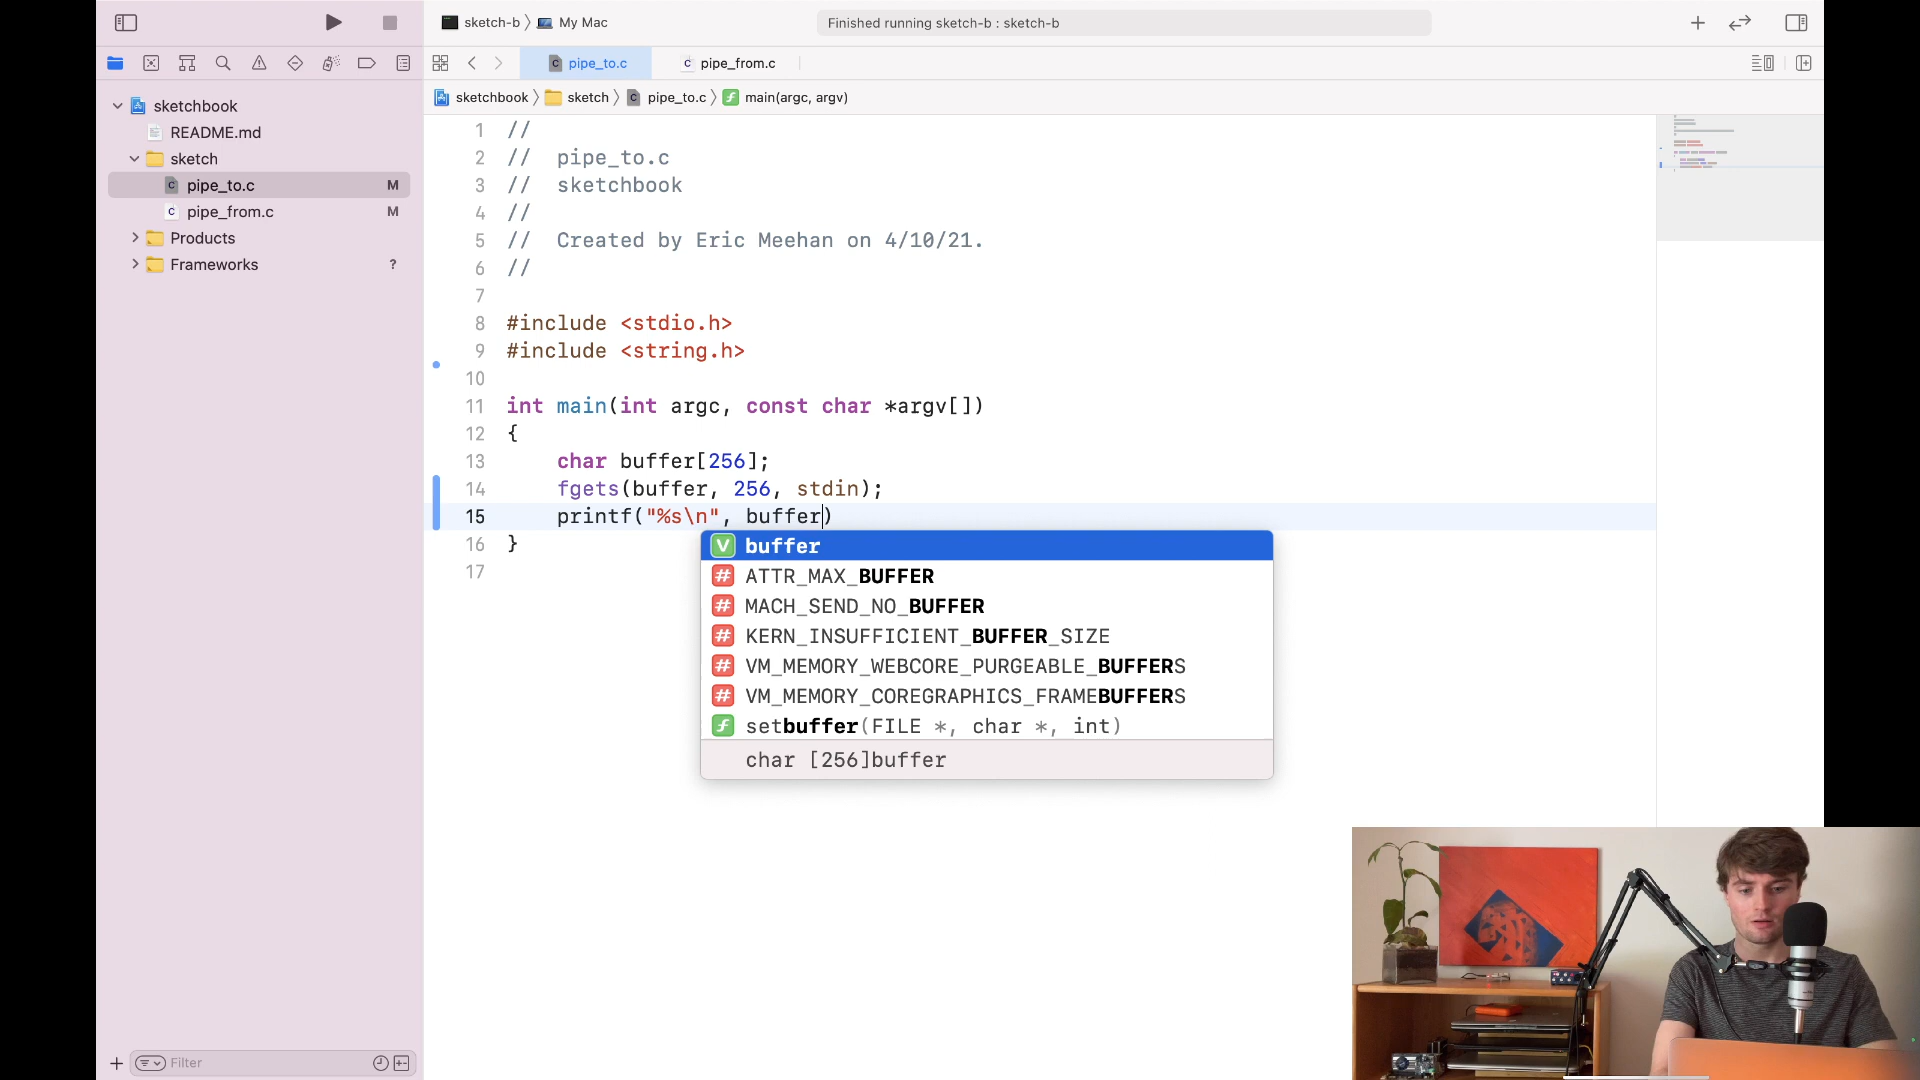 sketch-b
My Mac
Finished running sketch-b : sketch-b
pipe_to.c
pipe_from.c
sketchbook
sketch
pipe_to.c
main(argc, argv)
sketchbook
README.md
sketch
pipe_to.c M
pipe_from.c M
Products
Frameworks ?
1 //
2 //  pipe_to.c
3 //  sketchbook
4 //
5 //  Created by Eric Meehan on 4/10/21.
6 //
7
8 #include <stdio.h>
9 #include <string.h>
10
11 int main(int argc, const char *argv[])
12 {
13     char buffer[256];
14     fgets(buffer, 256, stdin);
15     printf("%s\n", buffer)
16 }
17
V buffer
# ATTR_MAX_BUFFER
# MACH_SEND_NO_BUFFER
# KERN_INSUFFICIENT_BUFFER_SIZE
# VM_MEMORY_WEBCORE_PURGEABLE_BUFFERS
# VM_MEMORY_COREGRAPHICS_FRAMEBUFFERS
f setbuffer(FILE *, char *, int)
char [256]buffer
Filter